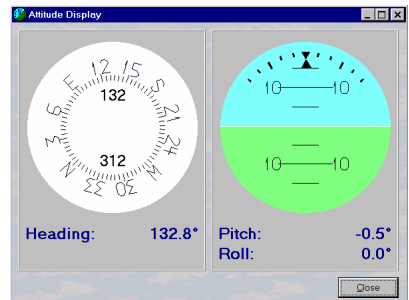 Attitude Display
12 15 S 21 24 W 30 33 N 3 6 E
132
312
10 10
10 10
Heading: 132.8°
Pitch: -0.5°
Roll: 0.0°
Close